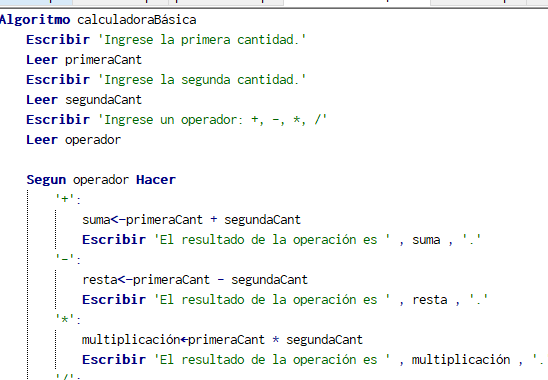 Algoritmo calculadoraBásica
Escribir 'Ingrese la primera cantidad.'
Leer primeraCant
Escribir 'Ingrese la segunda cantidad.'
Leer segundaCant
Escribir 'Ingrese un operador: +, -, *, /'
Leer operador
Segun operador Hacer
'+':
suma<-primeraCant + segundaCant
Escribir 'El resultado de la operación es ' , suma , '.'
'-':
resta<-primeraCant - segundaCant
Escribir 'El resultado de la operación es ' , resta , '.'
'*':
multiplicación←primeraCant * segundaCant
Escribir 'El resultado de la operación es ' , multiplicación , '.
'/':